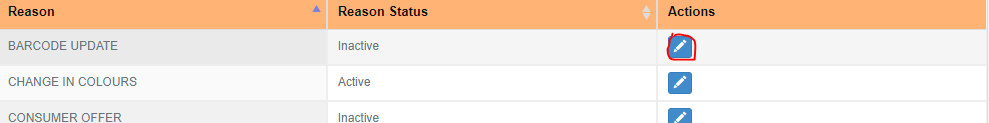 Reason Reason Status Actions
BARCODE UPDATE Inactive
CHANGE IN COLOURS Active
CONSUMER OFFER Inactive